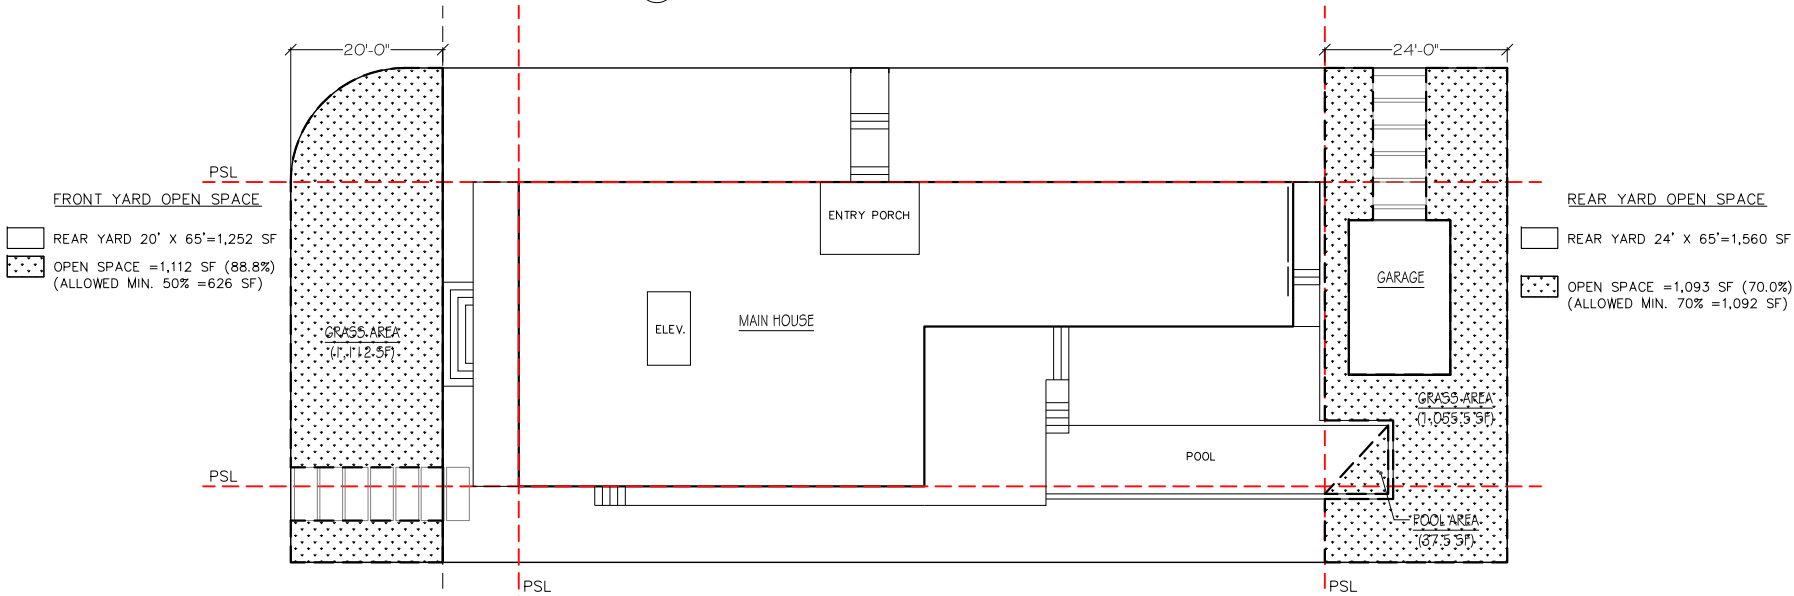 20'-0"
24'-0"
PSL
FRONT YARD OPEN SPACE
REAR YARD 20' X 65'=1,252 SF
OPEN SPACE =1,112 SF (88.8%)
(ALLOWED MIN. 50% =626 SF)
GRASS AREA
(1,112 SF)
PSL
ENTRY PORCH
ELEV.
MAIN HOUSE
POOL
GARAGE
GRASS AREA
(1,055.5 SF)
POOL AREA
(37.5 SF)
REAR YARD OPEN SPACE
REAR YARD 24' X 65'=1,560 SF
OPEN SPACE =1,093 SF (70.0%)
(ALLOWED MIN. 70% =1,092 SF)
PSL
PSL